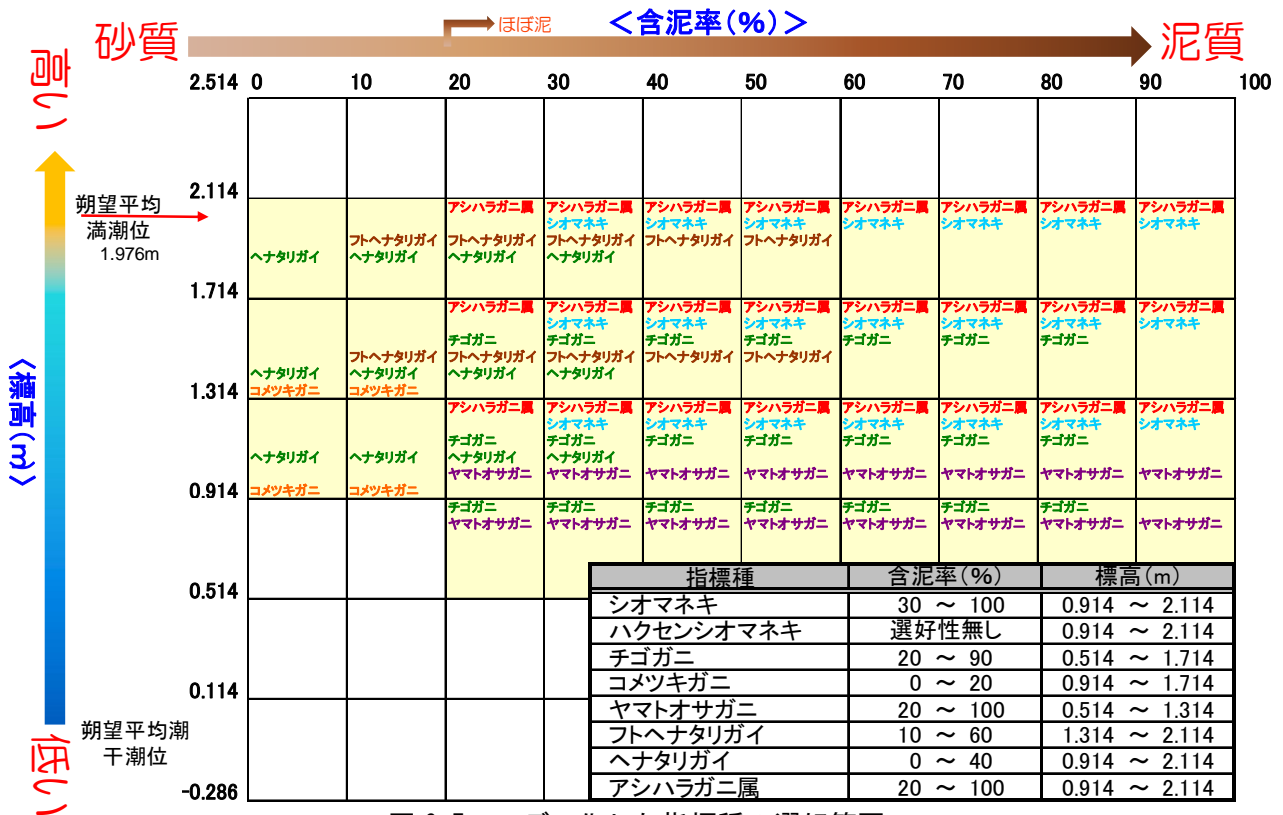 砂質
ほぼ泥
＜含泥率(%)＞
泥質
高い
2.514 0 10 20 30 40 50 60 70 80 90 100
2.114
朔望平均
満潮位
1.976m
アシハラガニ属 アシハラガニ属 アシハラガニ属 アシハラガニ属 アシハラガニ属 アシハラガニ属 アシハラガニ属 アシハラガニ属
シオマネキ シオマネキ シオマネキ シオマネキ シオマネキ シオマネキ シオマネキ
フトヘナタリガイ フトヘナタリガイ フトヘナタリガイ フトヘナタリガイ フトヘナタリガイ
ヘナタリガイ ヘナタリガイ ヘナタリガイ ヘナタリガイ
1.714
アシハラガニ属 アシハラガニ属 アシハラガニ属 アシハラガニ属 アシハラガニ属 アシハラガニ属 アシハラガニ属 アシハラガニ属
シオマネキ シオマネキ シオマネキ シオマネキ シオマネキ シオマネキ シオマネキ
チゴガニ チゴガニ チゴガニ チゴガニ チゴガニ チゴガニ チゴガニ
フトヘナタリガイ フトヘナタリガイ フトヘナタリガイ フトヘナタリガイ フトヘナタリガイ
ヘナタリガイ ヘナタリガイ ヘナタリガイ ヘナタリガイ
コメツキガニ コメツキガニ
＜標高(m)＞
1.314
アシハラガニ属 アシハラガニ属 アシハラガニ属 アシハラガニ属 アシハラガニ属 アシハラガニ属 アシハラガニ属 アシハラガニ属
シオマネキ シオマネキ シオマネキ シオマネキ シオマネキ シオマネキ シオマネキ
チゴガニ チゴガニ チゴガニ チゴガニ チゴガニ チゴガニ チゴガニ
ヘナタリガイ ヘナタリガイ ヘナタリガイ ヘナタリガイ
ヤマトオサガニ ヤマトオサガニ ヤマトオサガニ ヤマトオサガニ ヤマトオサガニ ヤマトオサガニ ヤマトオサガニ ヤマトオサガニ
コメツキガニ コメツキガニ
0.914
チゴガニ チゴガニ チゴガニ チゴガニ チゴガニ チゴガニ チゴガニ
ヤマトオサガニ ヤマトオサガニ ヤマトオサガニ ヤマトオサガニ ヤマトオサガニ ヤマトオサガニ ヤマトオサガニ ヤマトオサガニ
0.514
0.114
朔望平均潮
干潮位
低い
-0.286
指標種 含泥率(%) 標高(m)
シオマネキ 30 ～ 100 0.914 ～ 2.114
ハクセンシオマネキ 選好性無し 0.914 ～ 2.114
チゴガニ 20 ～ 90 0.514 ～ 1.714
コメツキガニ 0 ～ 20 0.914 ～ 1.714
ヤマトオサガニ 20 ～ 100 0.514 ～ 1.314
フトヘナタリガイ 10 ～ 60 1.314 ～ 2.114
ヘナタリガイ 0 ～ 40 0.914 ～ 2.114
アシハラガニ属 20 ～ 100 0.914 ～ 2.114